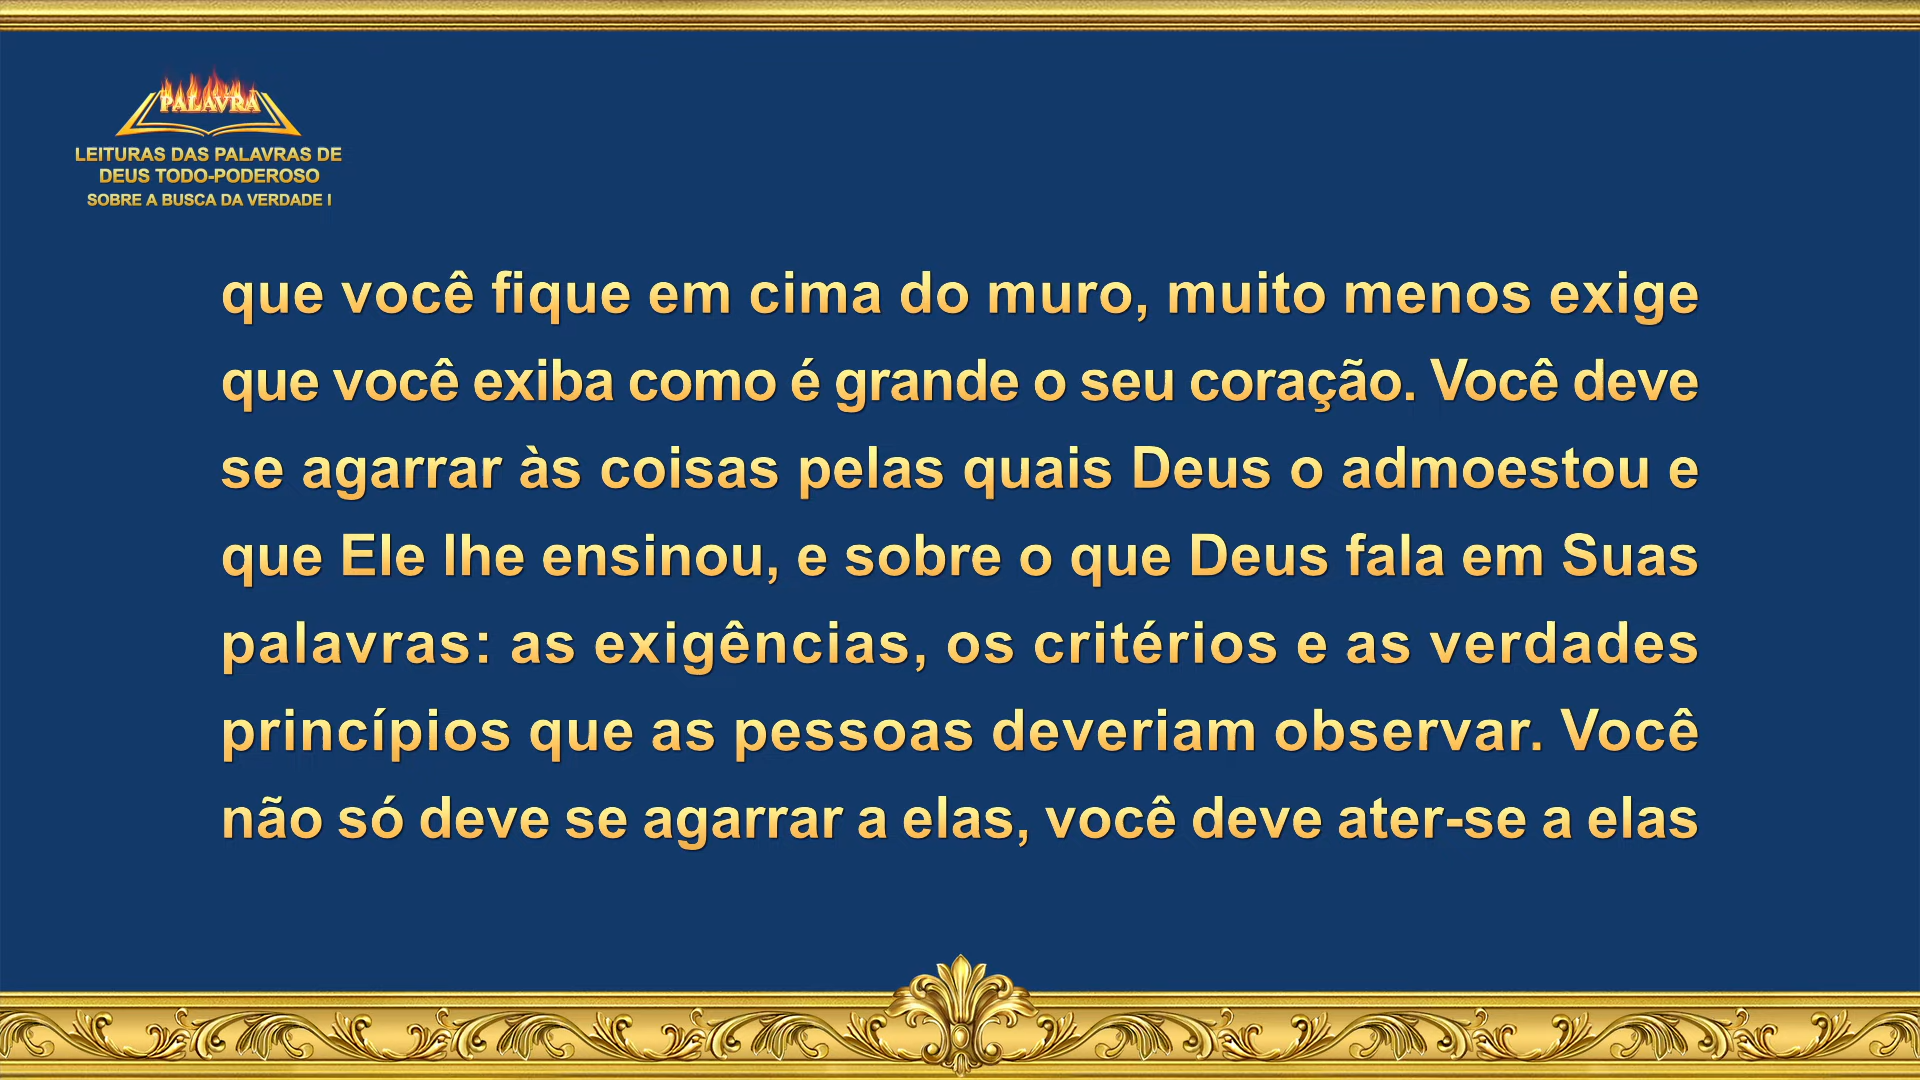 PALAVRA
LEITURAS DAS PALAVRAS DE
DEUS TODO-PODEROSO
SOBRE A BUSCA DA VERDADE I
que você fique em cima do muro, muito menos exige
que você exiba como é grande o seu coração. Você deve
se agarrar às coisas pelas quais Deus o admoestou e
que Ele lhe ensinou, e sobre o que Deus fala em Suas
palavras: as exigências, os critérios e as verdades
princípios que as pessoas deveriam observar. Você
não só deve se agarrar a elas, você deve ater-se a elas